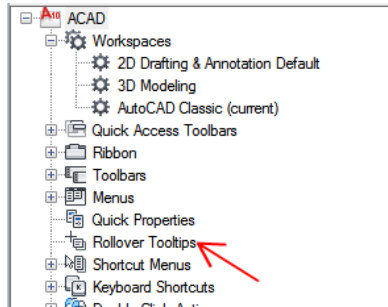 A10 ACAD
Workspaces
2D Drafting & Annotation Default
3D Modeling
AutoCAD Classic (current)
Quick Access Toolbars
Ribbon
Toolbars
Menus
Quick Properties
Rollover Tooltips
Shortcut Menus
Keyboard Shortcuts